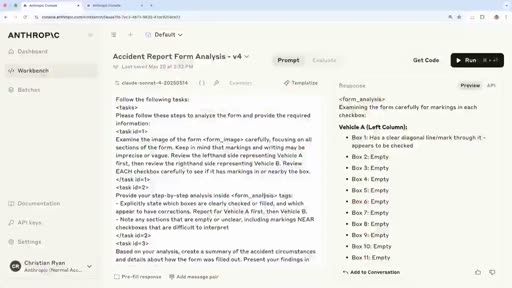 Anthropic Console
Anthropic Console
ANTHROP\C
Default
Dashboard
Workbench
Batches
Documentation
API keys
Settings
CR
Christian Ryan
Anthropic (Normal Acc...
Accident Report Form Analysis - v4
Prompt
Evaluate
Get Code
Run
claude-sonnet-4-20250514
Examples
Templatize
Follow the following tasks:
<tasks>
Please follow these steps to analyze the form and provide the required
information:
<task id=1>
Examine the image of the form <form_image> carefully, focusing on all
sections of the form. Keep in mind that markings and writing may be
imprecise or vague. Review the lefthand side representing Vehicle A
first, then review the righthand side representing Vehicle B. Review
EACH checkbox carefully to see if it has markings in or nearby the box.
</task id=1>
<task id=2>
Provide your step-by-step analysis inside <form_analysis> tags:
- Explicitly state which boxes are clearly checked or filled, and which
appear to have corrections. Report for Vehicle A first, then Vehicle B.
- Note any sections that are empty or unclear, including markings NEAR
checkboxes that are difficult to interpret
</task id=2>
<task id=3>
Based on your analysis, create a summary of the accident circumstances
and details about how the form was filled out. Present your findings in
Pre-fill response
Add message pair
Response
Preview
API
<form_analysis>
Examining the form carefully for markings in each
checkbox:
Vehicle A (Left Column):
• Box 1: Has a clear diagonal line/mark through it -
appears to be checked
• Box 2: Empty
• Box 3: Empty
• Box 4: Empty
• Box 5: Empty
• Box 6: Empty
• Box 7: Empty
• Box 8: Empty
• Box 9: Empty
• Box 10: Empty
• Box 11: Empty
Add to Conversation